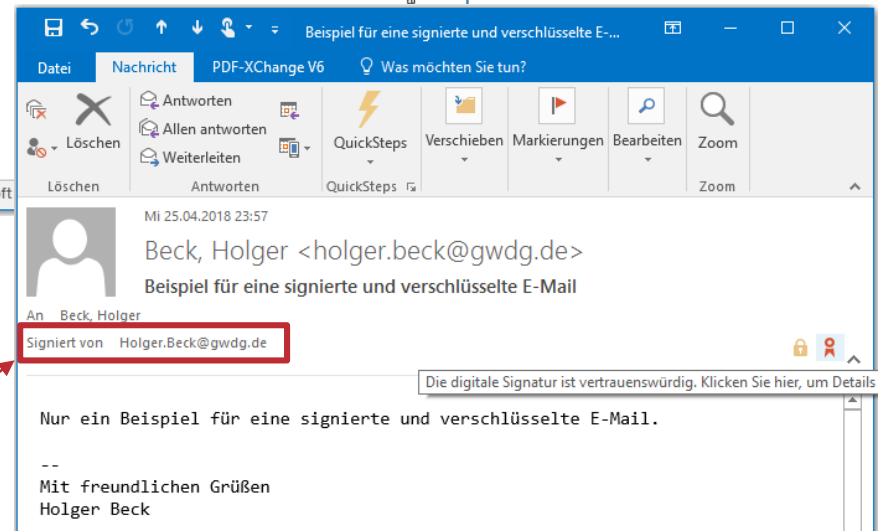 Beispiel für eine signierte und verschlüsselte E-...
Datei Nachricht PDF-XChange V6 Was möchten Sie tun?
Löschen
Antworten
Allen antworten
Weiterleiten
QuickSteps
Verschieben
Markierungen
Bearbeiten
Zoom
Löschen Antworten QuickSteps Zoom
Mi 25.04.2018 23:57
Beck, Holger <holger.beck@gwdg.de>
Beispiel für eine signierte und verschlüsselte E-Mail
An Beck, Holger
Signiert von Holger.Beck@gwdg.de
Die digitale Signatur ist vertrauenswürdig. Klicken Sie hier, um Details
Nur ein Beispiel für eine signierte und verschlüsselte E-Mail.
--
Mit freundlichen Grüßen
Holger Beck